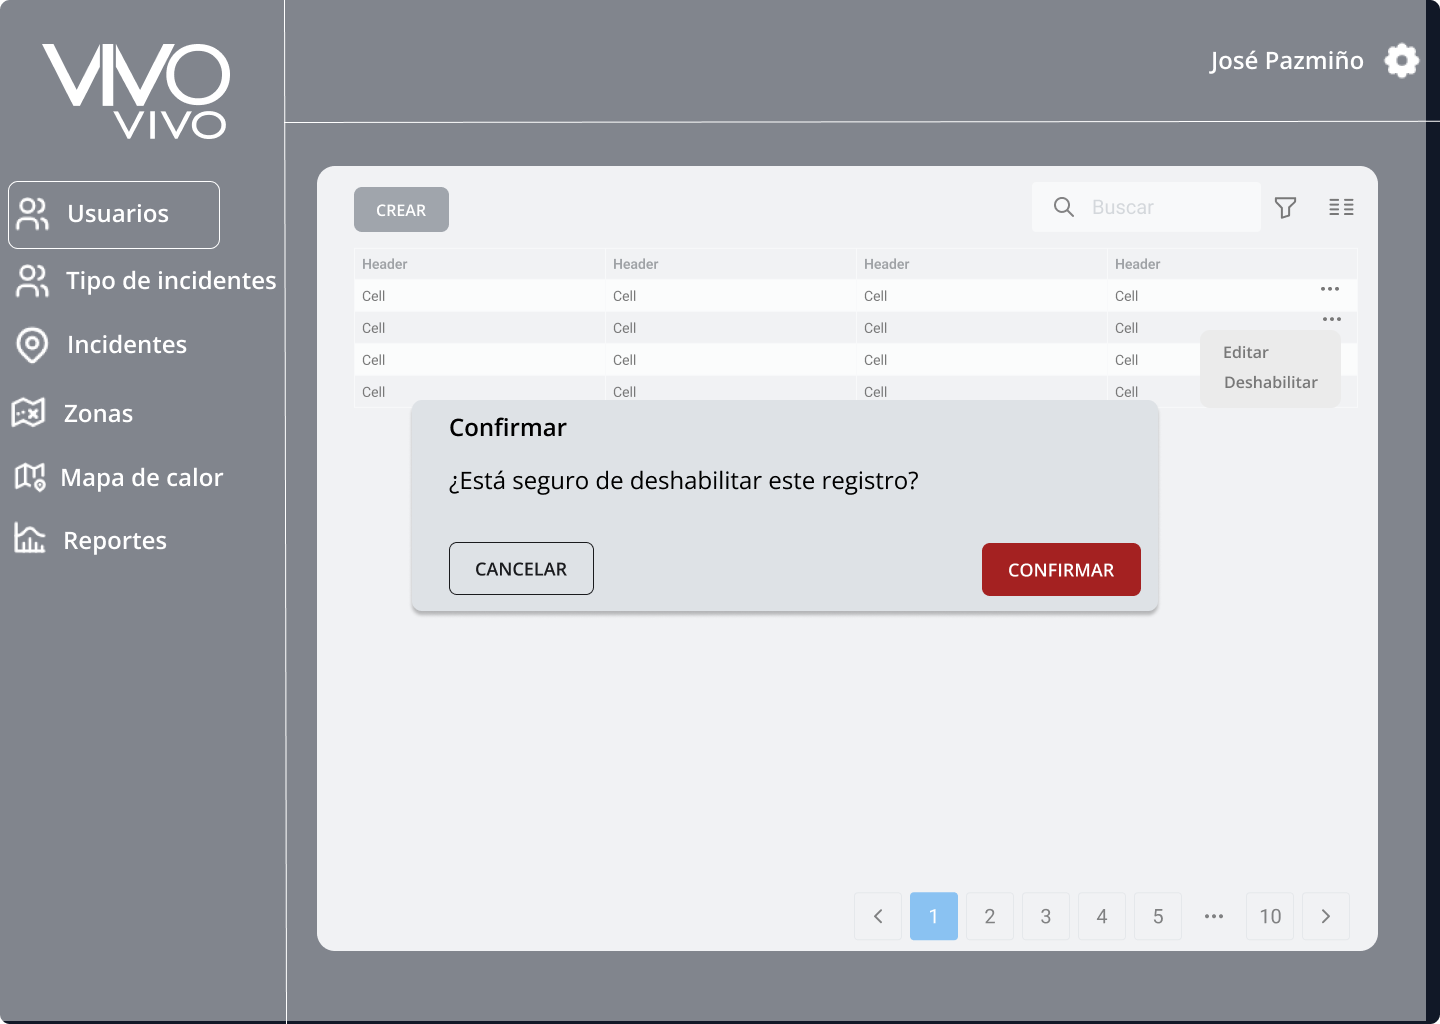 VIVO
VIVO
José Pazmiño
Usuarios
Tipo de incidentes
Incidentes
Zonas
Mapa de calor
Reportes
CREAR
Buscar
Header Header Header Header
Cell Cell Cell Cell •••
Cell Cell Cell Cell •••
Cell Cell Cell Cell
Cell Cell Cell Cell
Editar
Deshabilitar
Confirmar
¿Está seguro de deshabilitar este registro?
CANCELAR CONFIRMAR
< 1 2 3 4 5 ••• 10 >